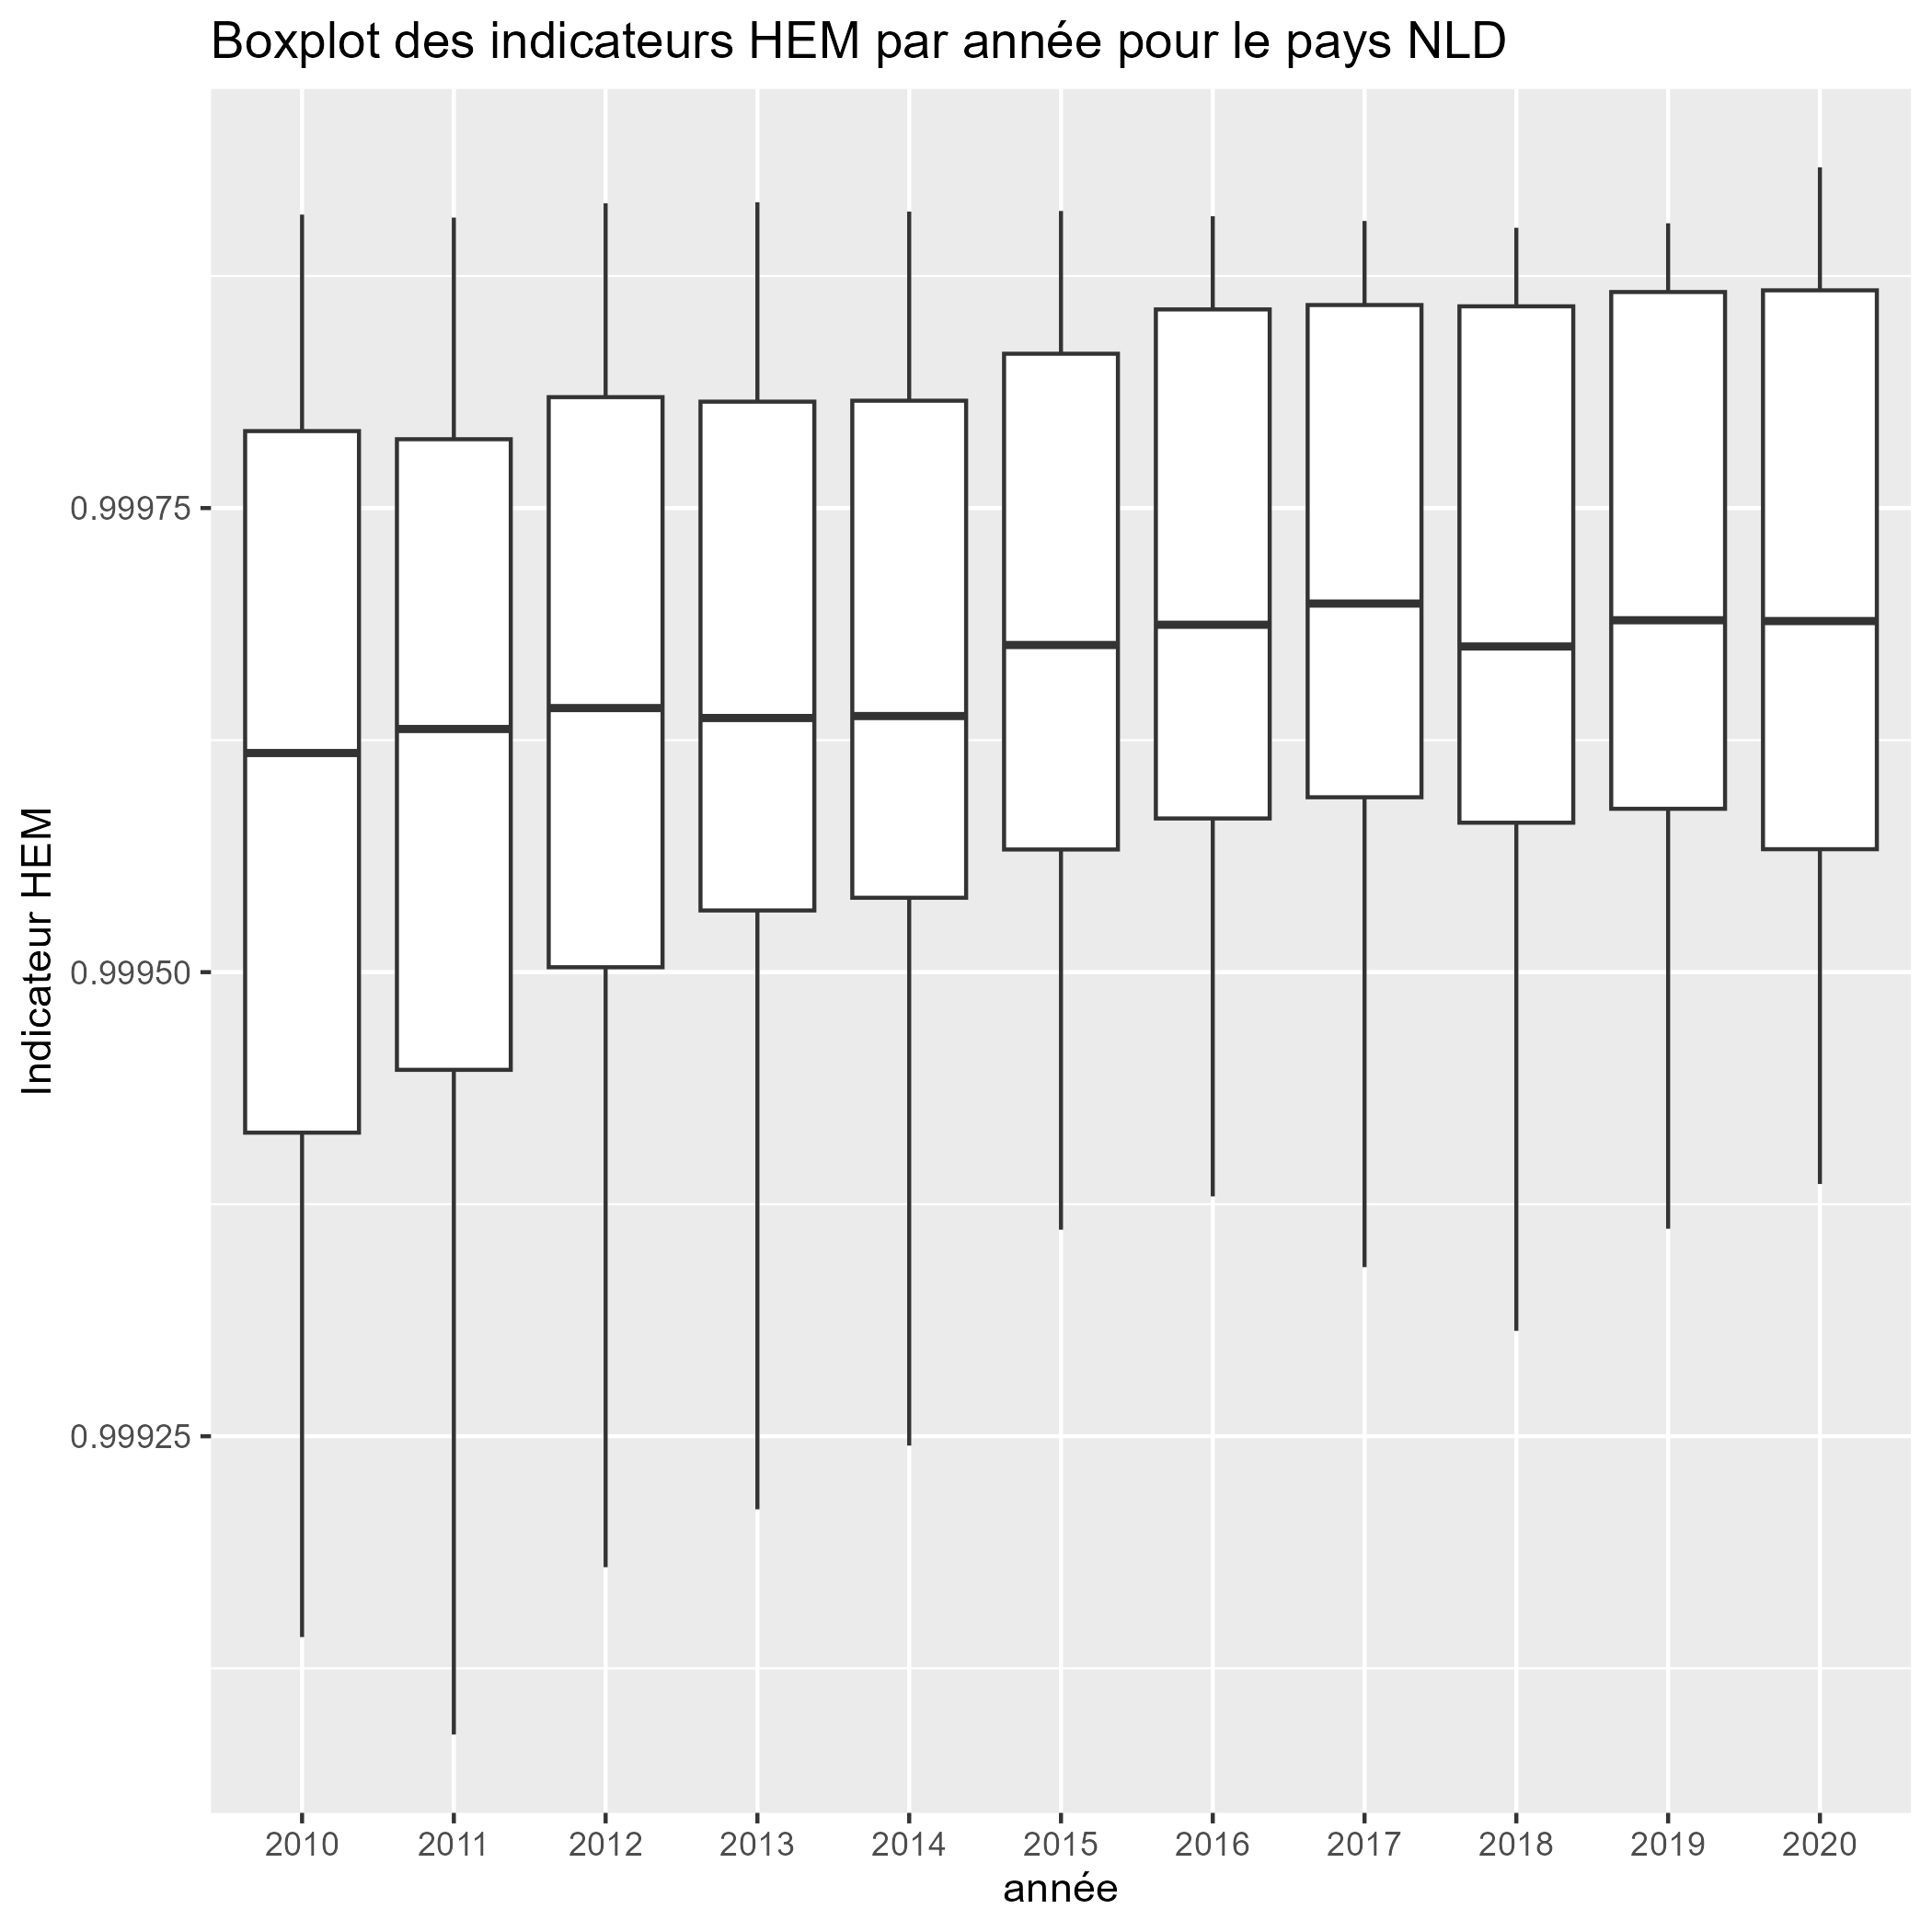 Boxplot des indicateurs HEM par année pour le pays NLD
Indicateur HEM
0.99975
0.99950
0.99925
2010 2011 2012 2013 2014 2015 2016 2017 2018 2019 2020
année